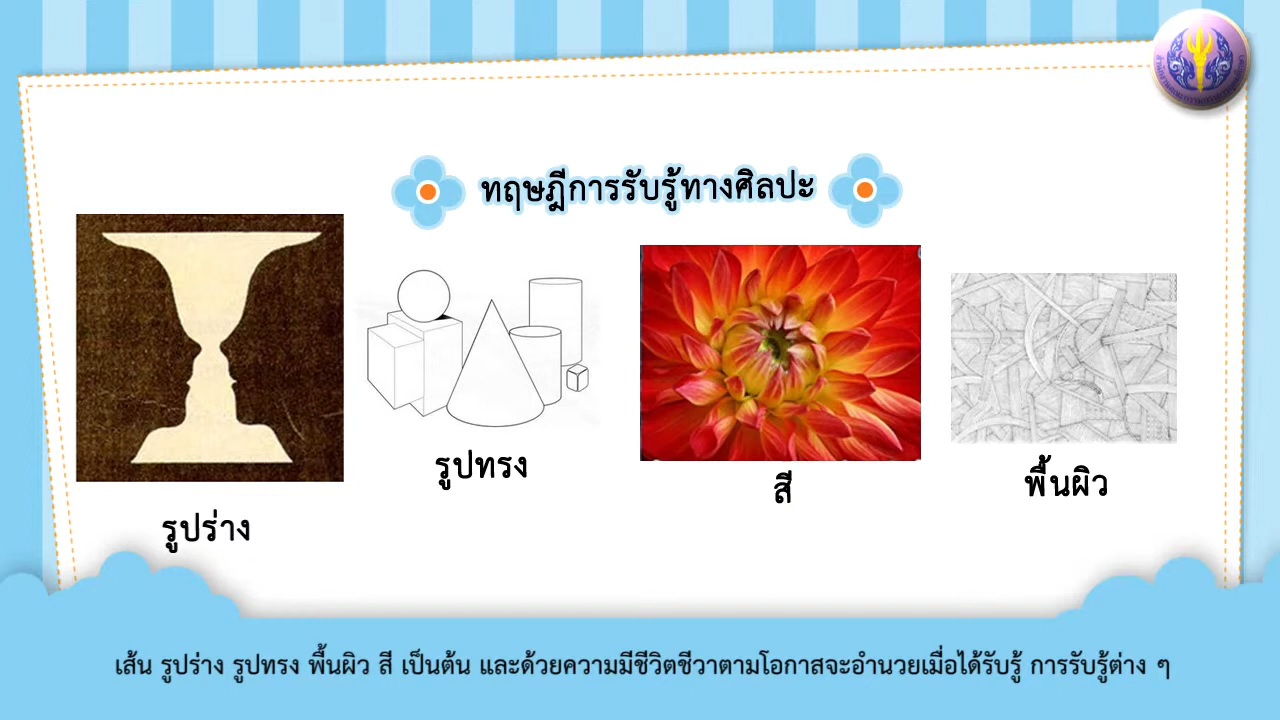 ทฤษฎีการรับรู้ทางศิลปะ
รูปร่าง
รูปทรง
สี
พื้นผิว
เส้น รูปร่าง รูปทรง พื้นผิว สี เป็นต้น และด้วยความมีชีวิตชีวาตามโอกาสจะอำนวยเมื่อได้รับรู้ การรับรู้ต่าง ๆ